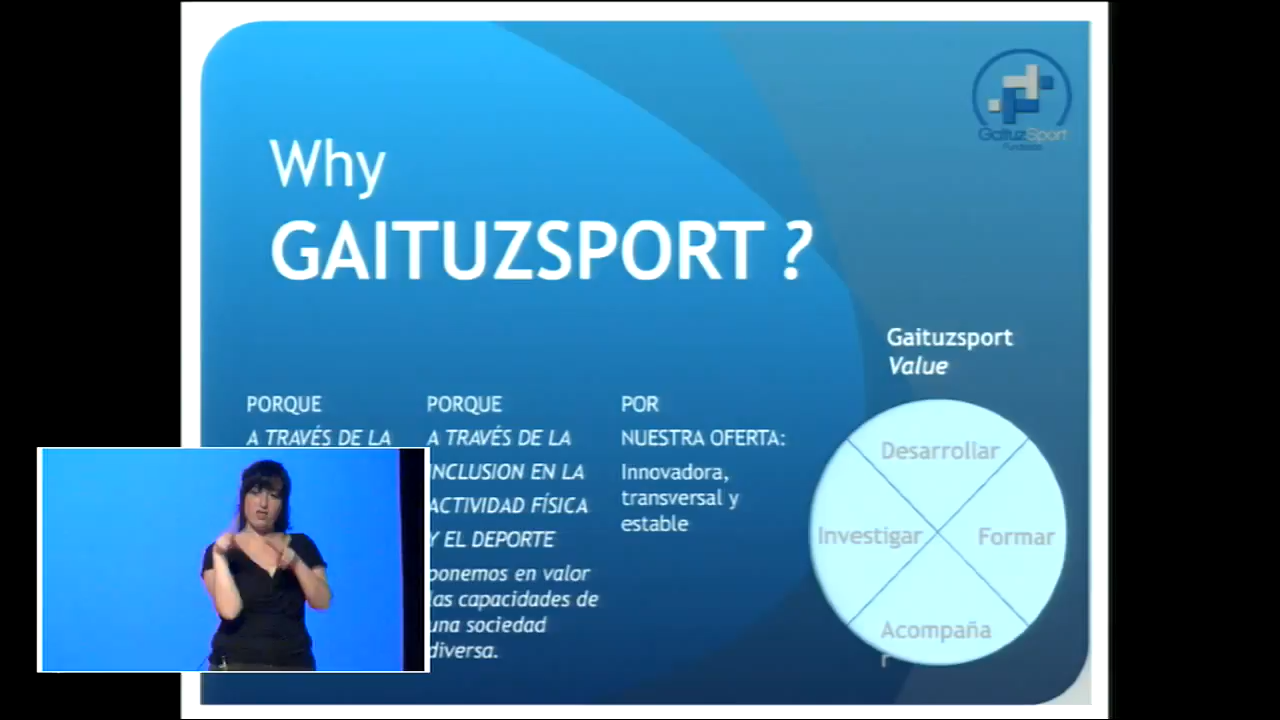 GaituzSport
Why
GAITUZSPORT ?
Gaituzsport
Value
PORQUE
A TRAVÉS DE LA
PORQUE
A TRAVÉS DE LA
INCLUSION EN LA
ACTIVIDAD FÍSICA
Y EL DEPORTE
ponemos en valor
las capacidades de
una sociedad
diversa.
POR
NUESTRA OFERTA:
Innovadora,
transversal y
estable
Desarrollar
Investigar
Formar
Acompaña
r